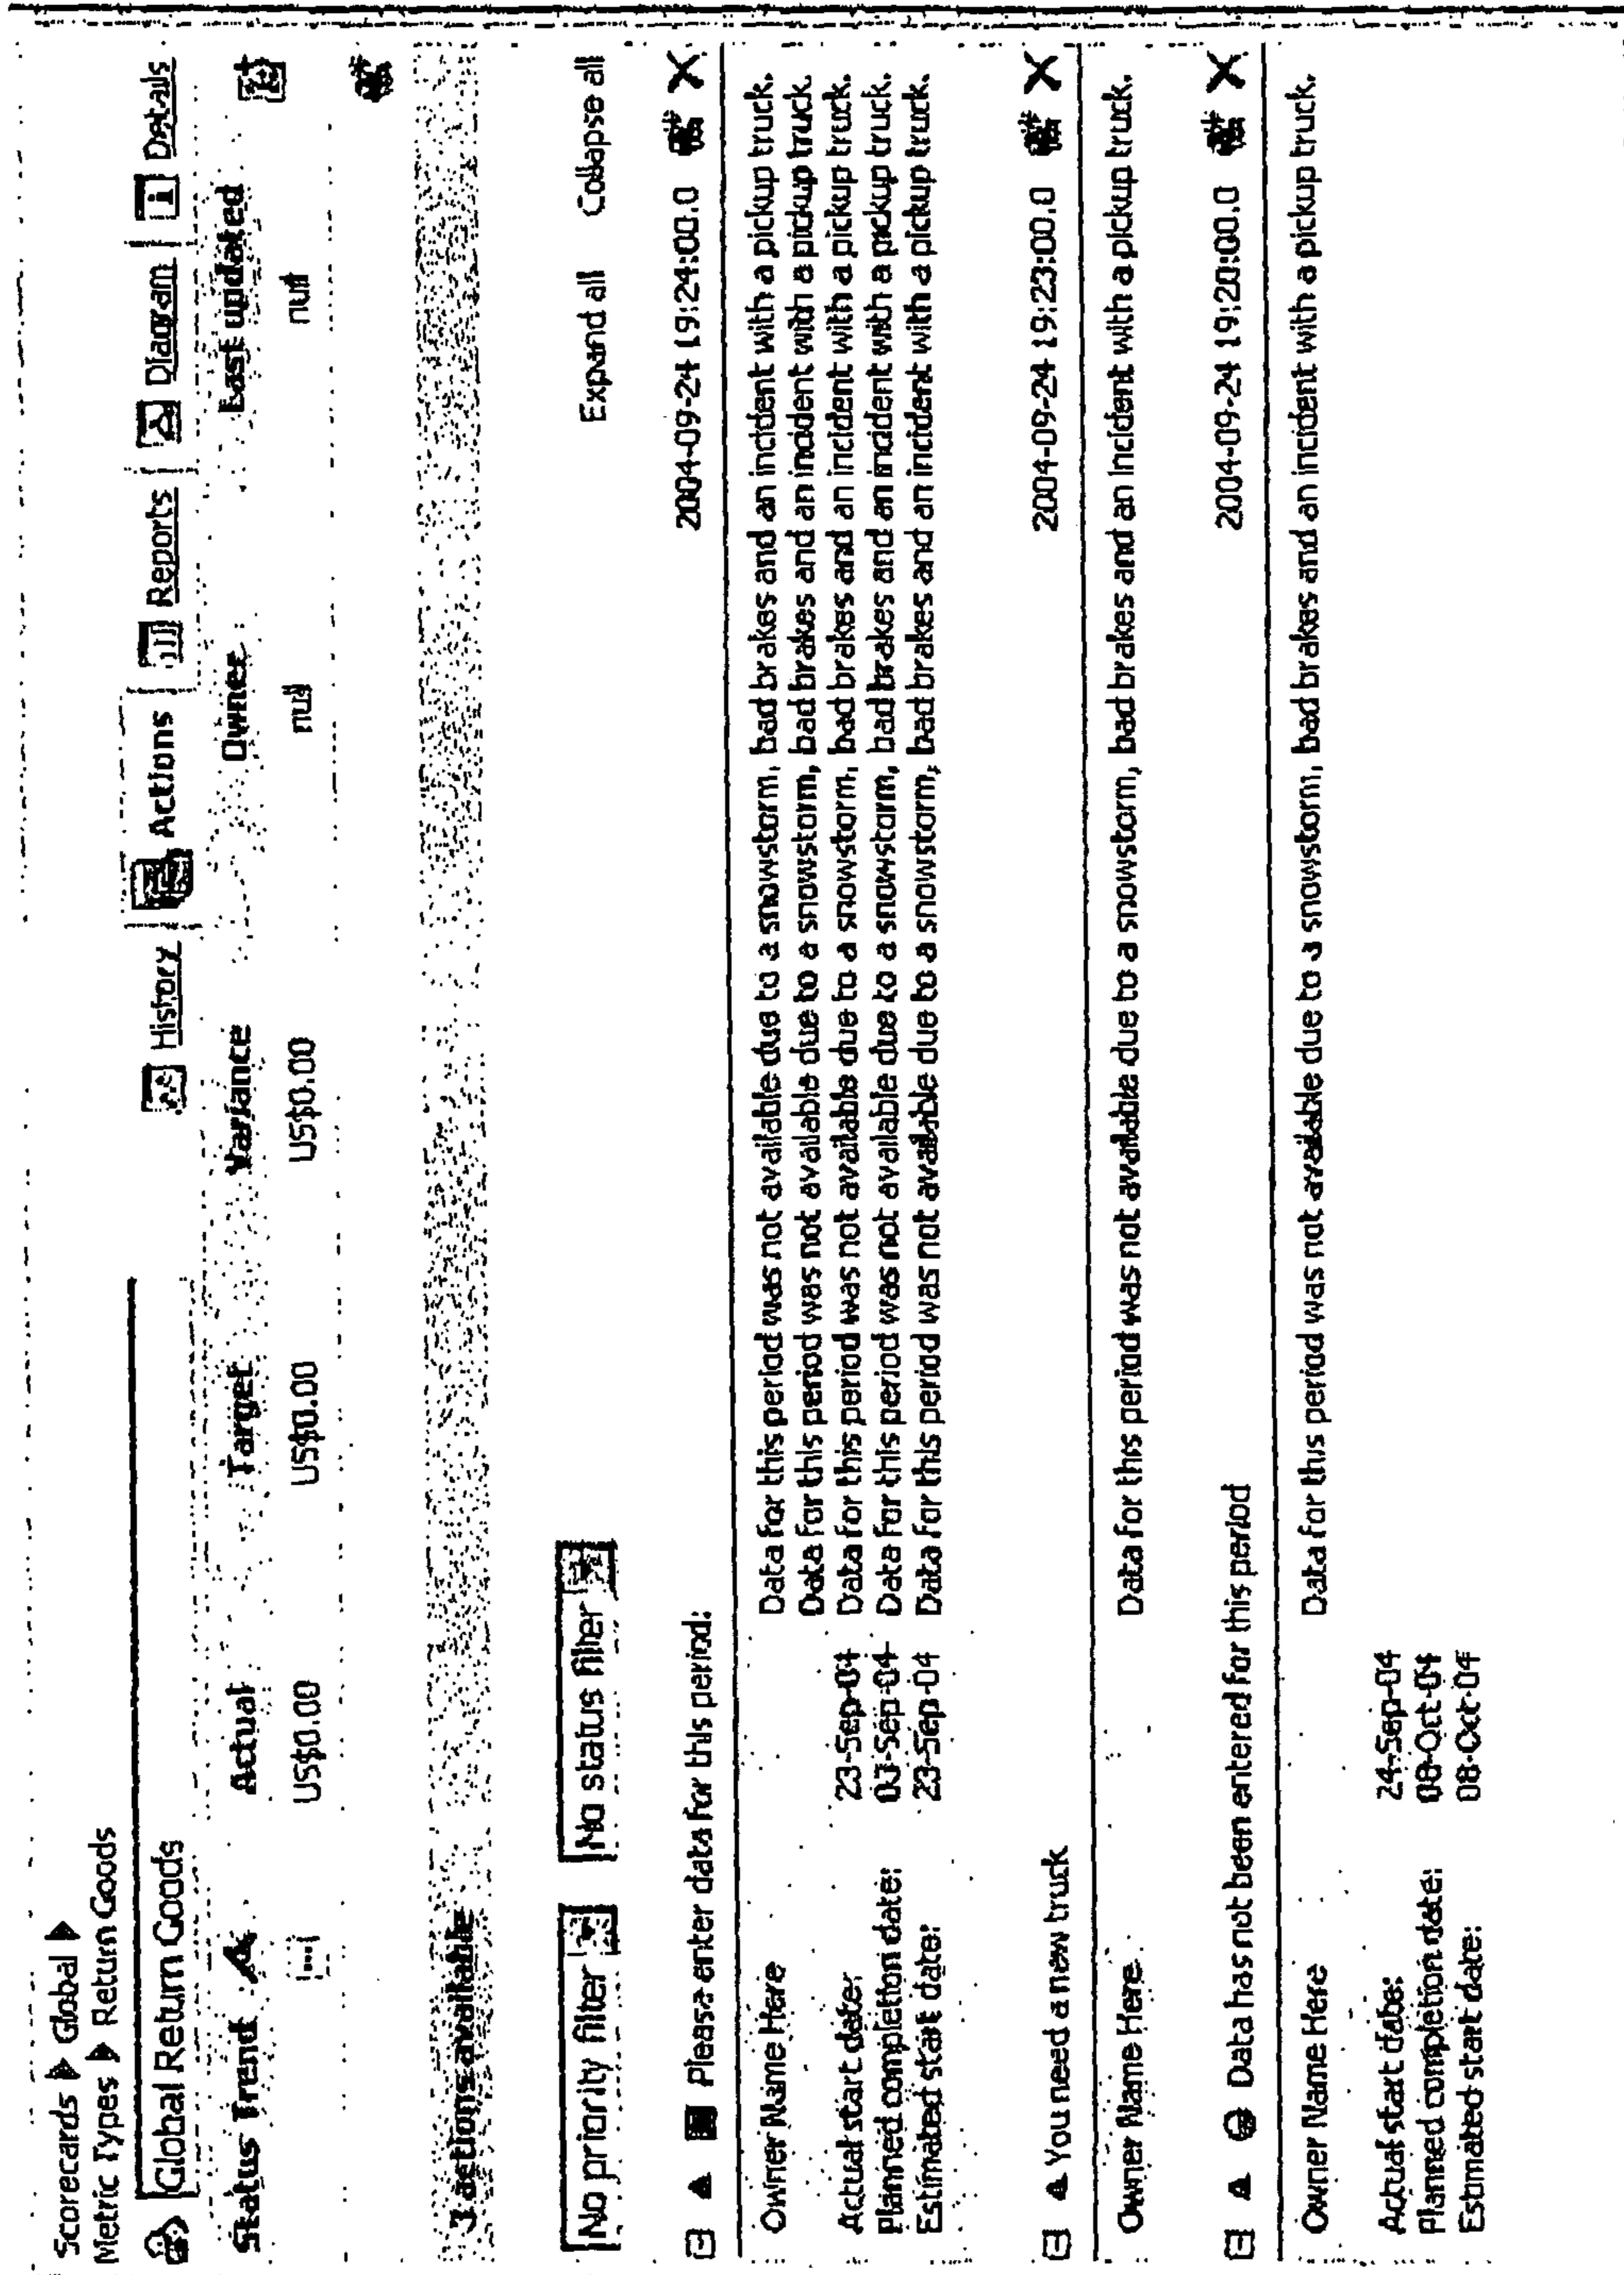 Scorecards Global
Metric Types Return Goods
Global Return Goods
History Actions Reports Diagram Details
Status Trend Actual Target Variance Owner Last updated
US$0.00 US$0.00 US$0.00 null null
3 actions available
No priority filter No status filter Expand all Collapse all
Please enter data for this period: 2004-09-24 19:24:00.0
Owner Name Here Data for this period was not available due to a snowstorm, bad brakes and an incident with a pickup truck.
Data for this period was not available due to a snowstorm, bad brakes and an incident with a pickup truck.
Actual start date: 23-Sep-04 Data for this period was not available due to a snowstorm, bad brakes and an incident with a pickup truck.
Planned completion date: 03-Sep-04 Data for this period was not available due to a snowstorm, bad brakes and an incident with a pickup truck.
Estimated start date: 23-Sep-04 Data for this period was not available due to a snowstorm, bad brakes and an incident with a pickup truck.
You need a new truck 2004-09-24 19:23:00.0
Owner Name Here Data for this period was not available due to a snowstorm, bad brakes and an incident with a pickup truck.
Data has not been entered for this period 2004-09-24 19:20:00.0
Owner Name Here Data for this period was not available due to a snowstorm, bad brakes and an incident with a pickup truck.
Actual start date: 24-Sep-04
Planned completion date: 08-Oct-04
Estimated start date: 08-Oct-04